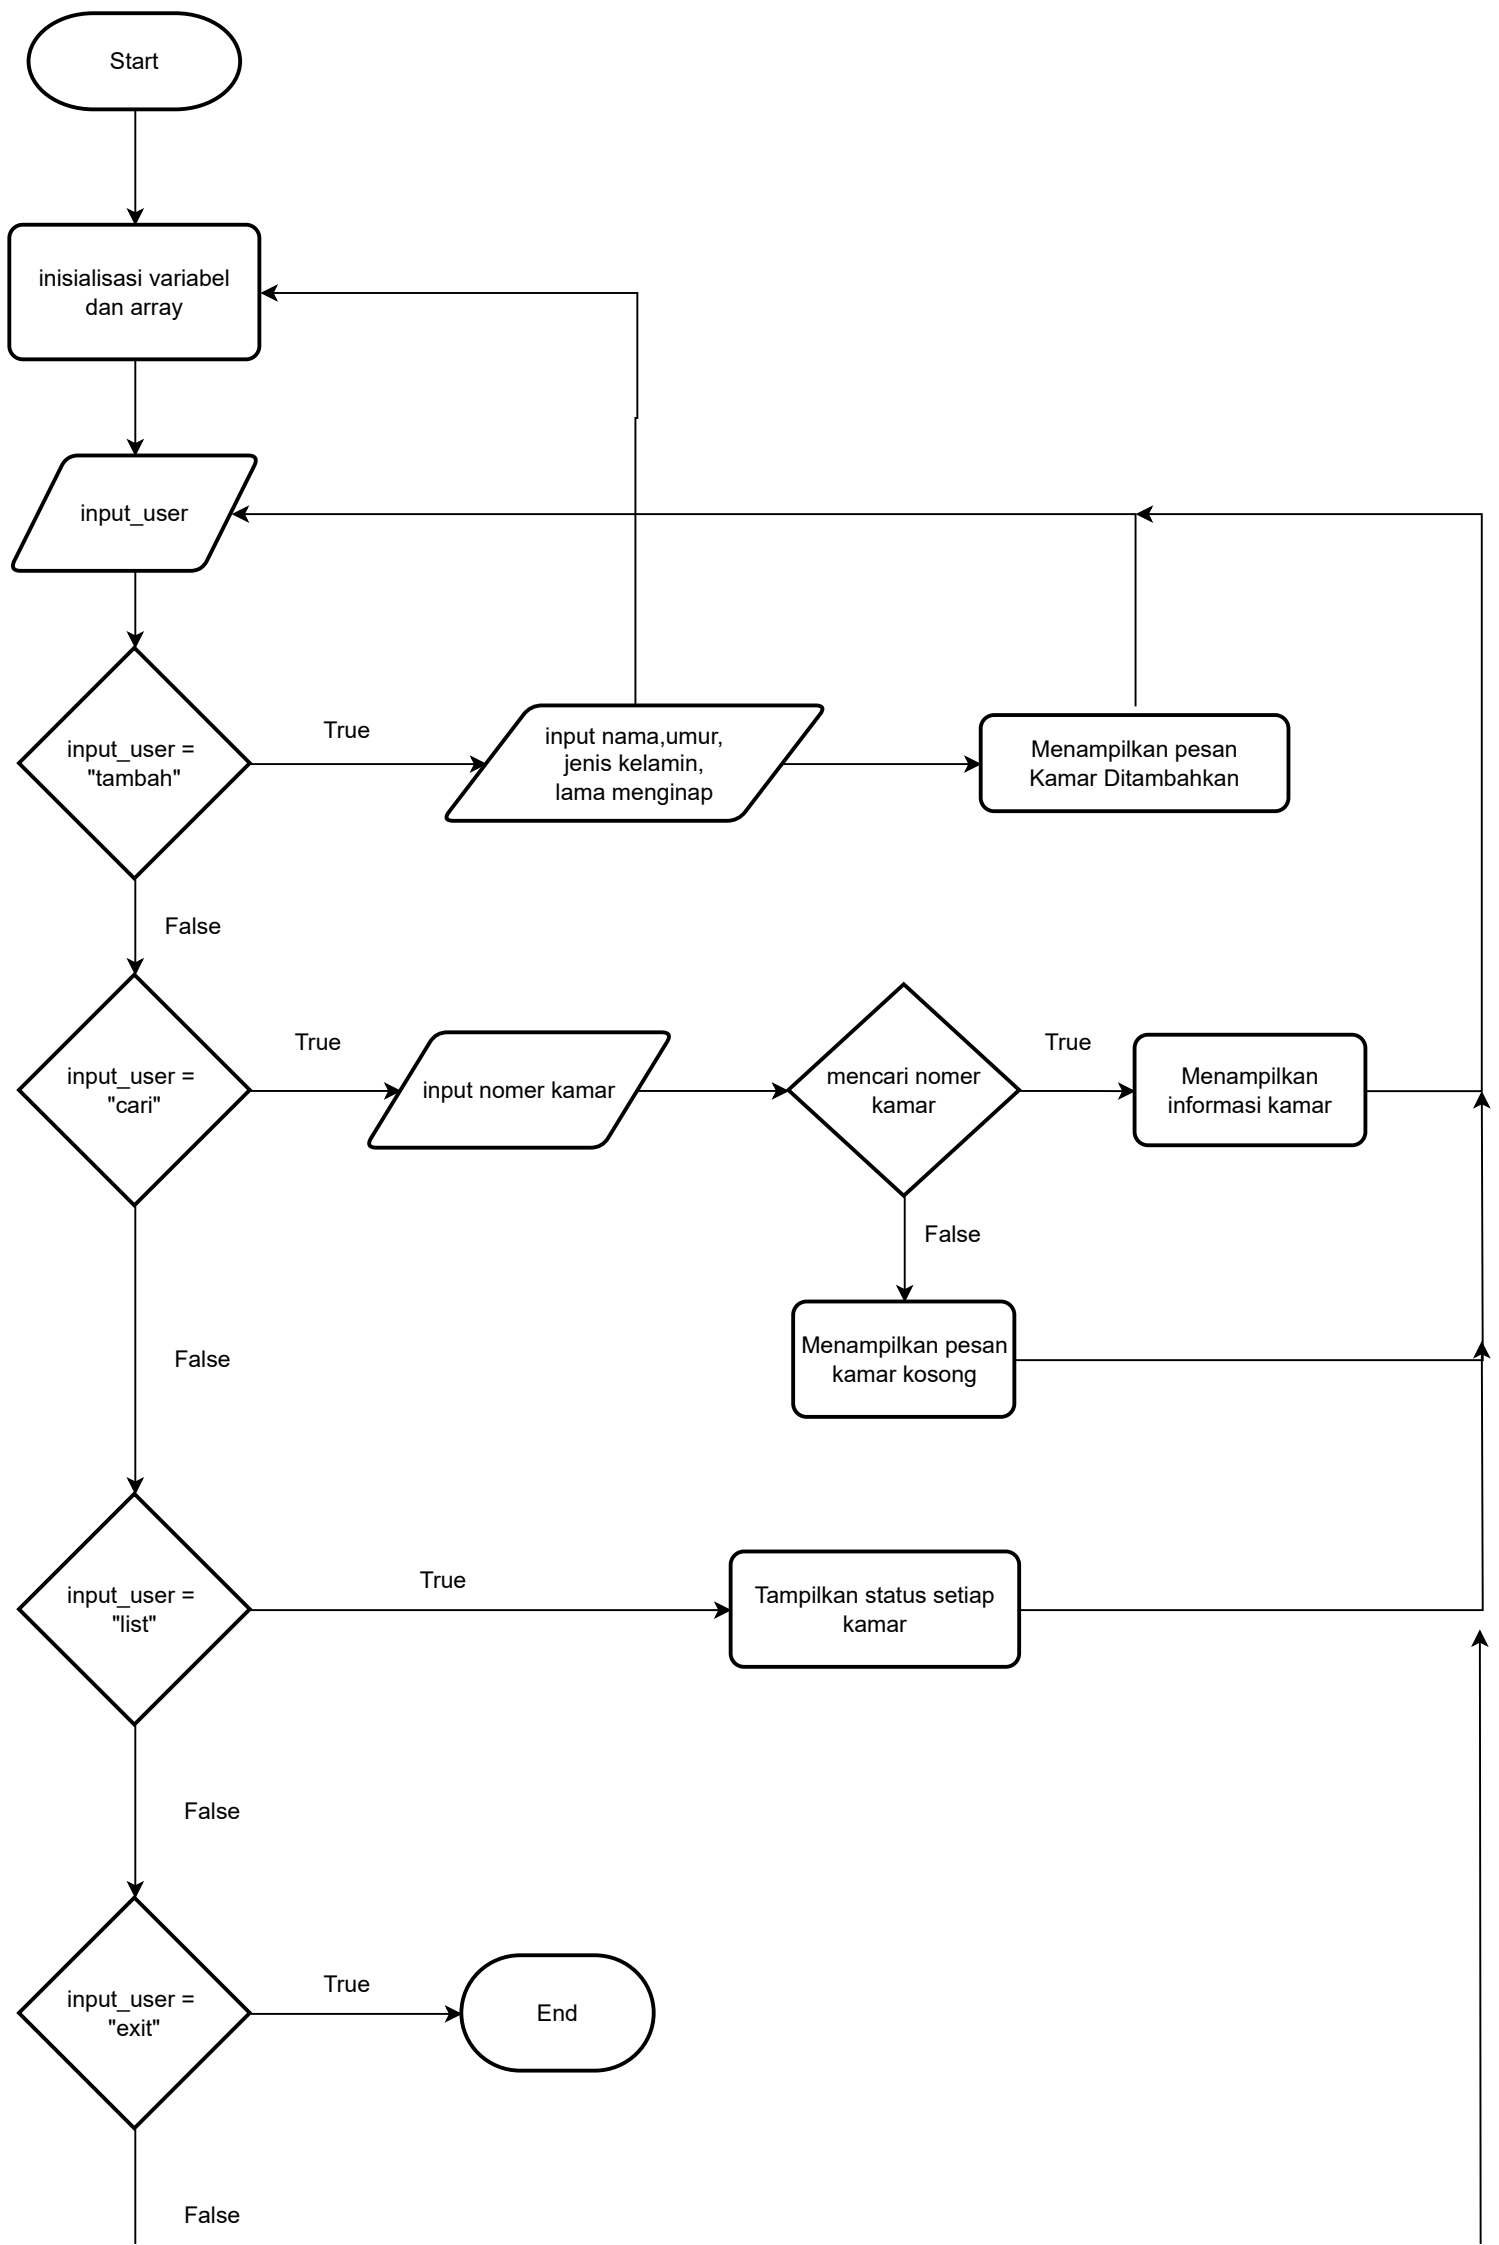 Start
inisialisasi variabel
dan array
input_user
input_user =
"tambah"
True
input nama,umur,
jenis kelamin,
lama menginap
Menampilkan pesan
Kamar Ditambahkan
False
input_user =
"cari"
True
input nomer kamar
mencari nomer
kamar
True
Menampilkan
informasi kamar
False
Menampilkan pesan
kamar kosong
False
input_user =
"list"
True
Tampilkan status setiap
kamar
False
input_user =
"exit"
True
End
False